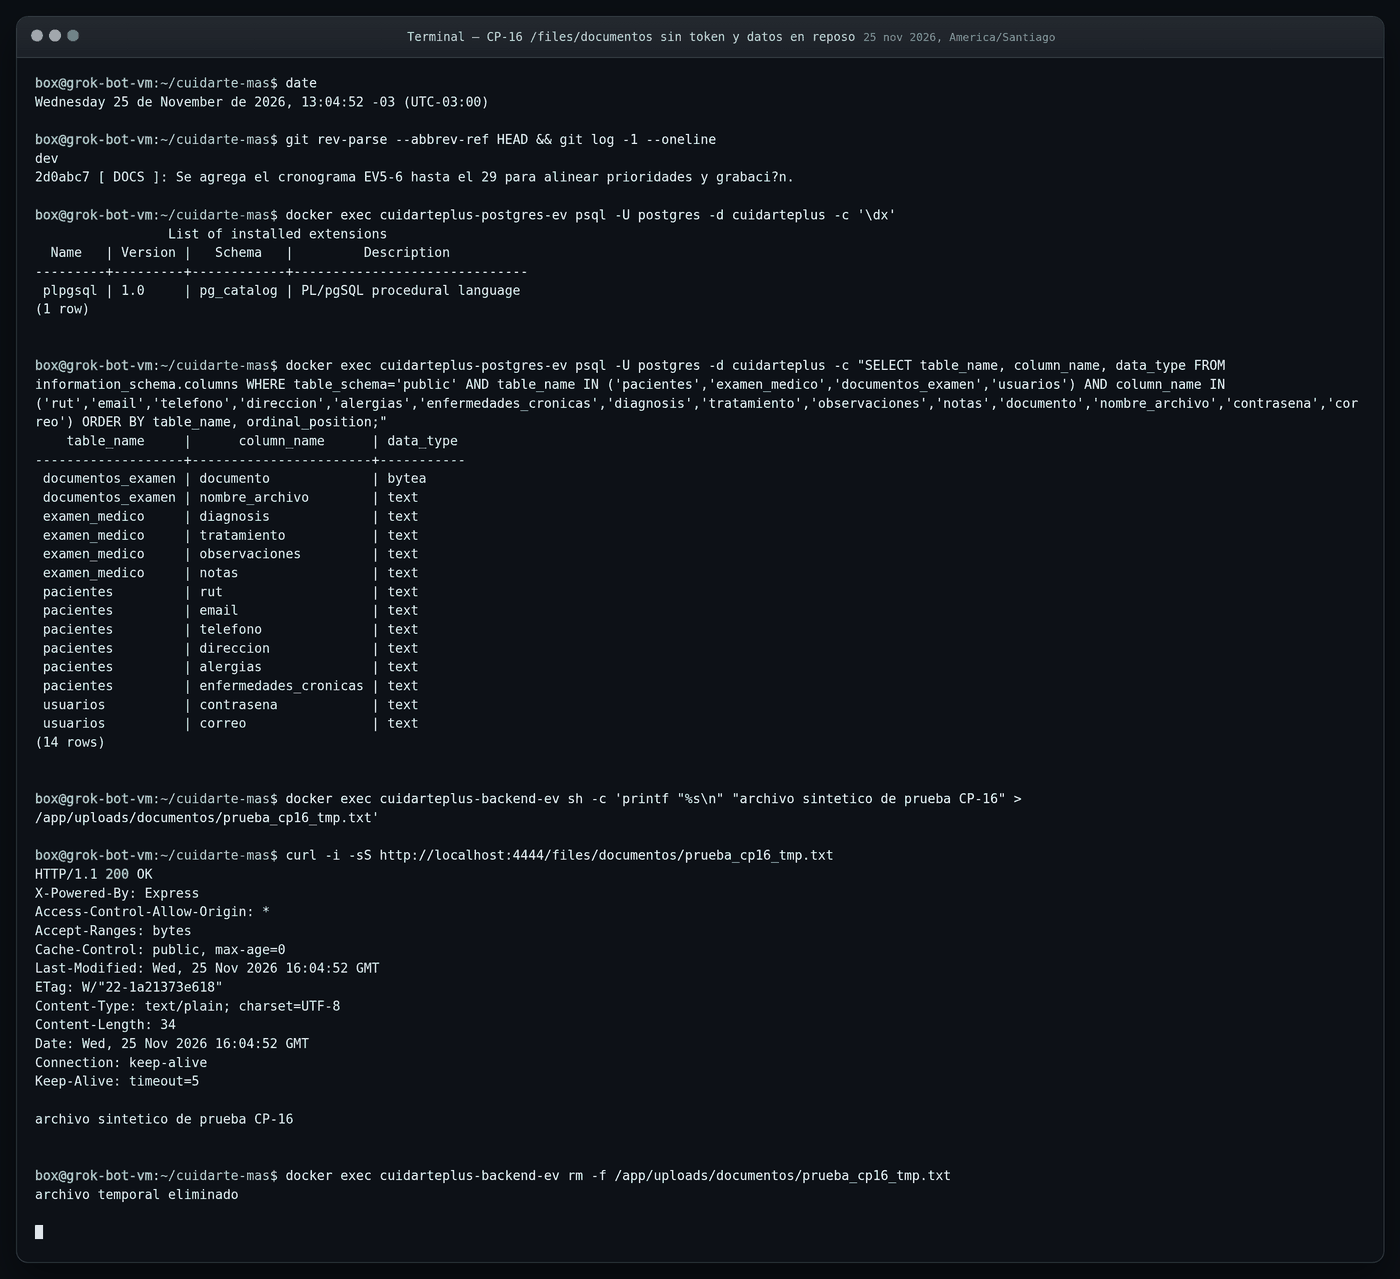 Terminal — CP-16 /files/documentos sin token y datos en reposo 25 nov 2026, America/Santiago
box@grok-bot-vm:~/cuidarte-mas$ date
Wednesday 25 de November de 2026, 13:04:52 -03 (UTC-03:00)
box@grok-bot-vm:~/cuidarte-mas$ git rev-parse --abbrev-ref HEAD && git log -1 --oneline
dev
2d0abc7 [ DOCS ]: Se agrega el cronograma EV5-6 hasta el 29 para alinear prioridades y grabaci?n.
box@grok-bot-vm:~/cuidarte-mas$ docker exec cuidarteplus-postgres-ev psql -U postgres -d cuidarteplus -c '\dx'
                 List of installed extensions
  Name   | Version |   Schema   |         Description
---------+---------+------------+------------------------------
 plpgsql | 1.0     | pg_catalog | PL/pgSQL procedural language
(1 row)
box@grok-bot-vm:~/cuidarte-mas$ docker exec cuidarteplus-postgres-ev psql -U postgres -d cuidarteplus -c "SELECT table_name, column_name, data_type FROM
information_schema.columns WHERE table_schema='public' AND table_name IN ('pacientes','examen_medico','documentos_examen','usuarios') AND column_name IN
('rut','email','telefono','direccion','alergias','enfermedades_cronicas','diagnosis','tratamiento','observaciones','notas','documento','nombre_archivo','contrasena','cor
reo') ORDER BY table_name, ordinal_position;"
    table_name     |      column_name      | data_type
-------------------+-----------------------+-----------
 documentos_examen | documento             | bytea
 documentos_examen | nombre_archivo        | text
 examen_medico     | diagnosis             | text
 examen_medico     | tratamiento           | text
 examen_medico     | observaciones         | text
 examen_medico     | notas                 | text
 pacientes         | rut                   | text
 pacientes         | email                 | text
 pacientes         | telefono              | text
 pacientes         | direccion             | text
 pacientes         | alergias              | text
 pacientes         | enfermedades_cronicas | text
 usuarios          | contrasena            | text
 usuarios          | correo                | text
(14 rows)
box@grok-bot-vm:~/cuidarte-mas$ docker exec cuidarteplus-backend-ev sh -c 'printf "%s\n" "archivo sintetico de prueba CP-16" >
/app/uploads/documentos/prueba_cp16_tmp.txt'
box@grok-bot-vm:~/cuidarte-mas$ curl -i -sS http://localhost:4444/files/documentos/prueba_cp16_tmp.txt
HTTP/1.1 200 OK
X-Powered-By: Express
Access-Control-Allow-Origin: *
Accept-Ranges: bytes
Cache-Control: public, max-age=0
Last-Modified: Wed, 25 Nov 2026 16:04:52 GMT
ETag: W/"22-1a21373e618"
Content-Type: text/plain; charset=UTF-8
Content-Length: 34
Date: Wed, 25 Nov 2026 16:04:52 GMT
Connection: keep-alive
Keep-Alive: timeout=5
archivo sintetico de prueba CP-16
box@grok-bot-vm:~/cuidarte-mas$ docker exec cuidarteplus-backend-ev rm -f /app/uploads/documentos/prueba_cp16_tmp.txt
archivo temporal eliminado